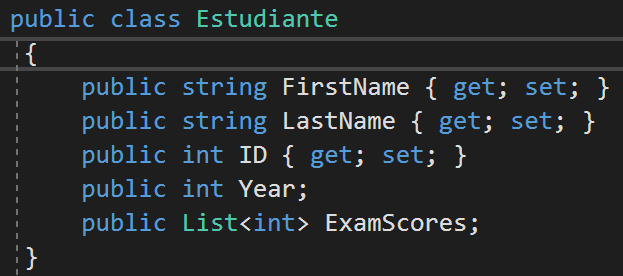 public class Estudiante
{
public string FirstName { get; set; }
public string LastName { get; set; }
public int ID { get; set; }
public int Year;
public List<int> ExamScores;
}